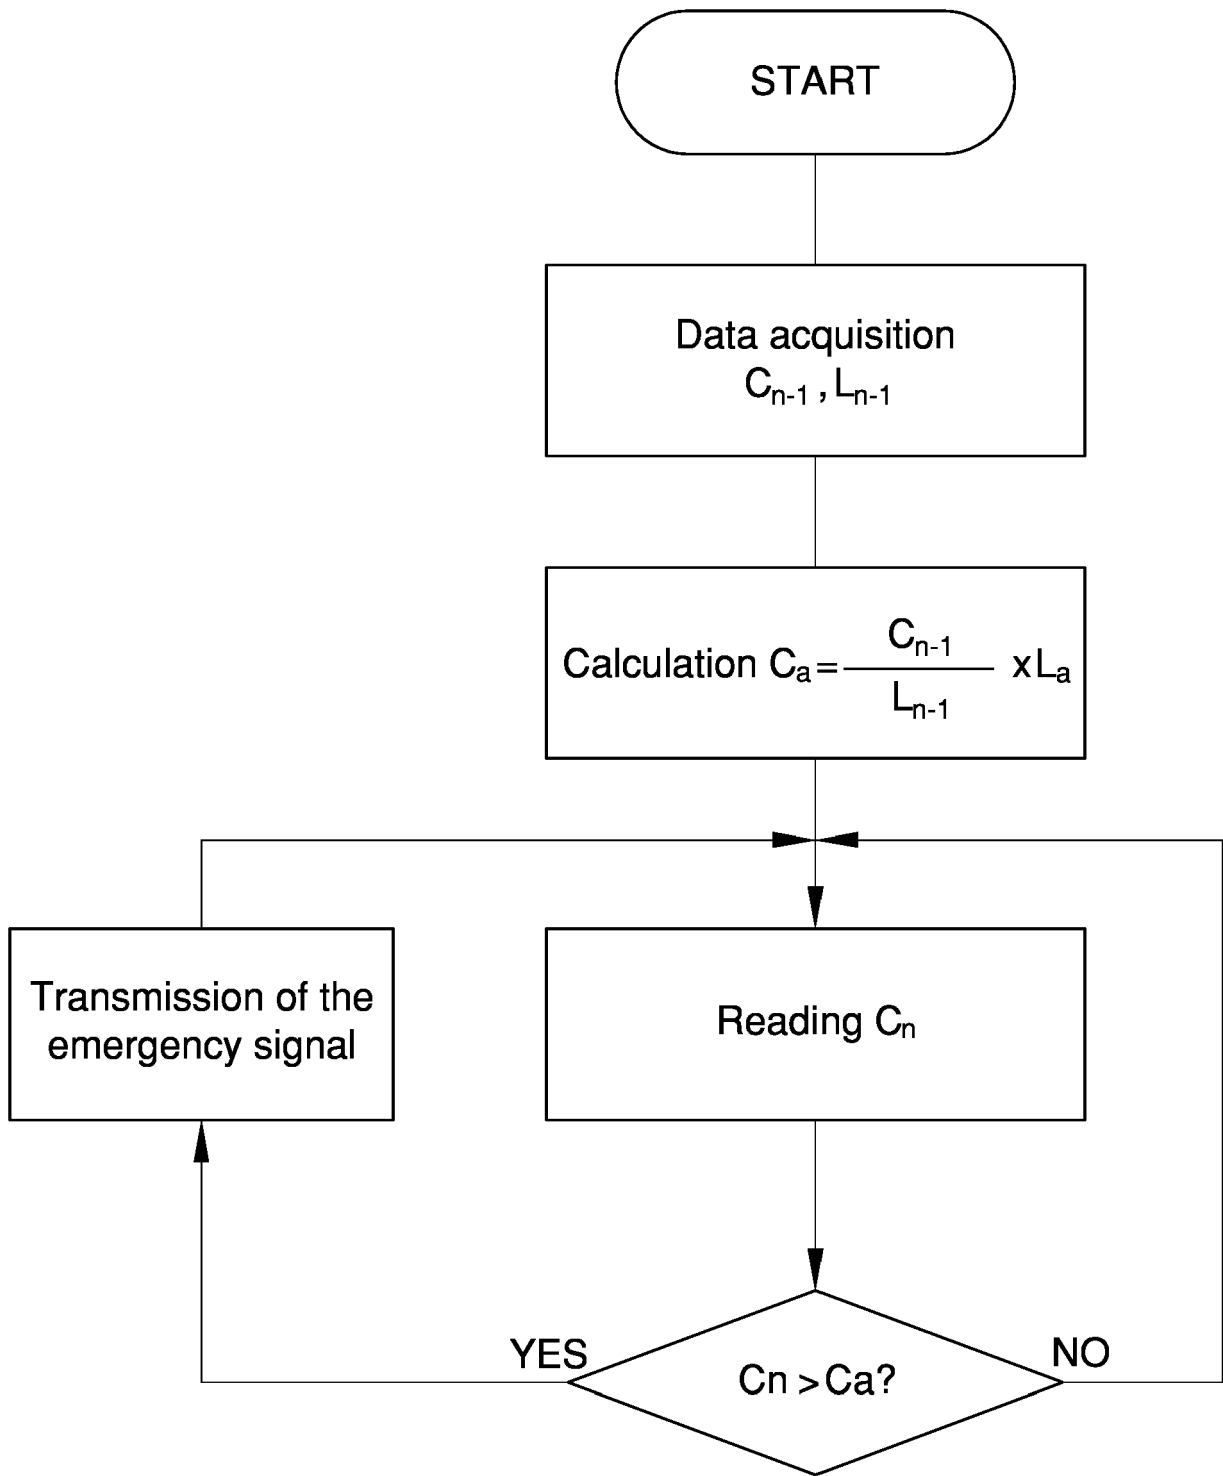 START
Data acquisition
Cn-1 , Ln-1
Calculation Ca = Cn-1 / Ln-1 x La
Transmission of the
emergency signal
Reading Cn
YES
Cn > Ca?
NO